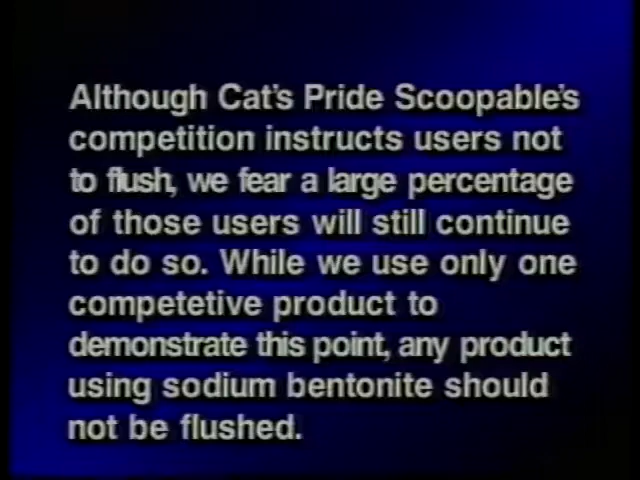 Although Cat's Pride Scoopable's
competition instructs users not
to flush, we fear a large percentage
of those users will still continue
to do so. While we use only one
competetive product to
demonstrate this point, any product
using sodium bentonite should
not be flushed.